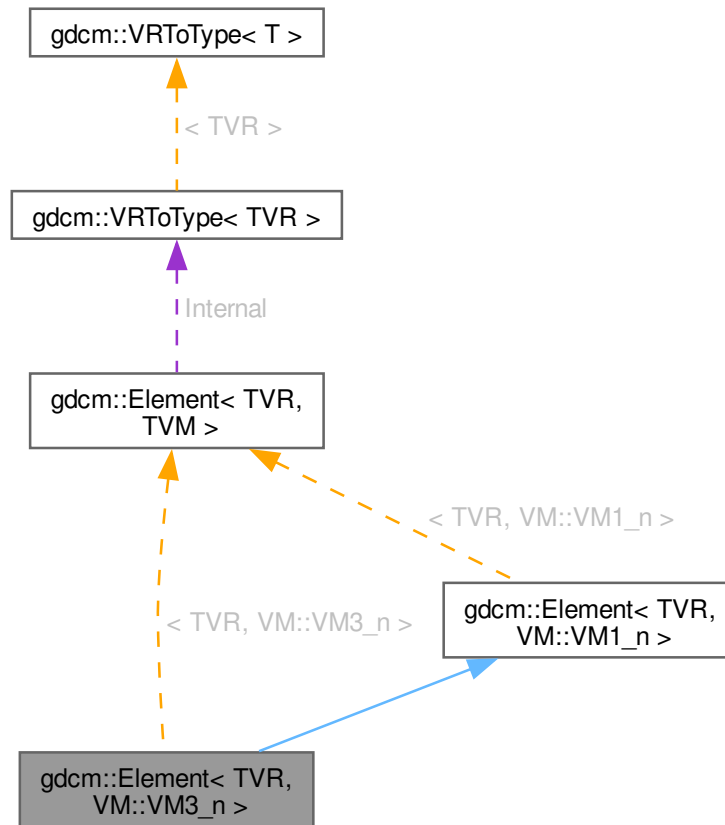 gdcm::VRToType< T >
< TVR >
gdcm::VRToType< TVR >
Internal
gdcm::Element< TVR,
TVM >
< TVR, VM::VM1_n >
gdcm::Element< TVR,
VM::VM1_n >
< TVR, VM::VM3_n >
gdcm::Element< TVR,
VM::VM3_n >